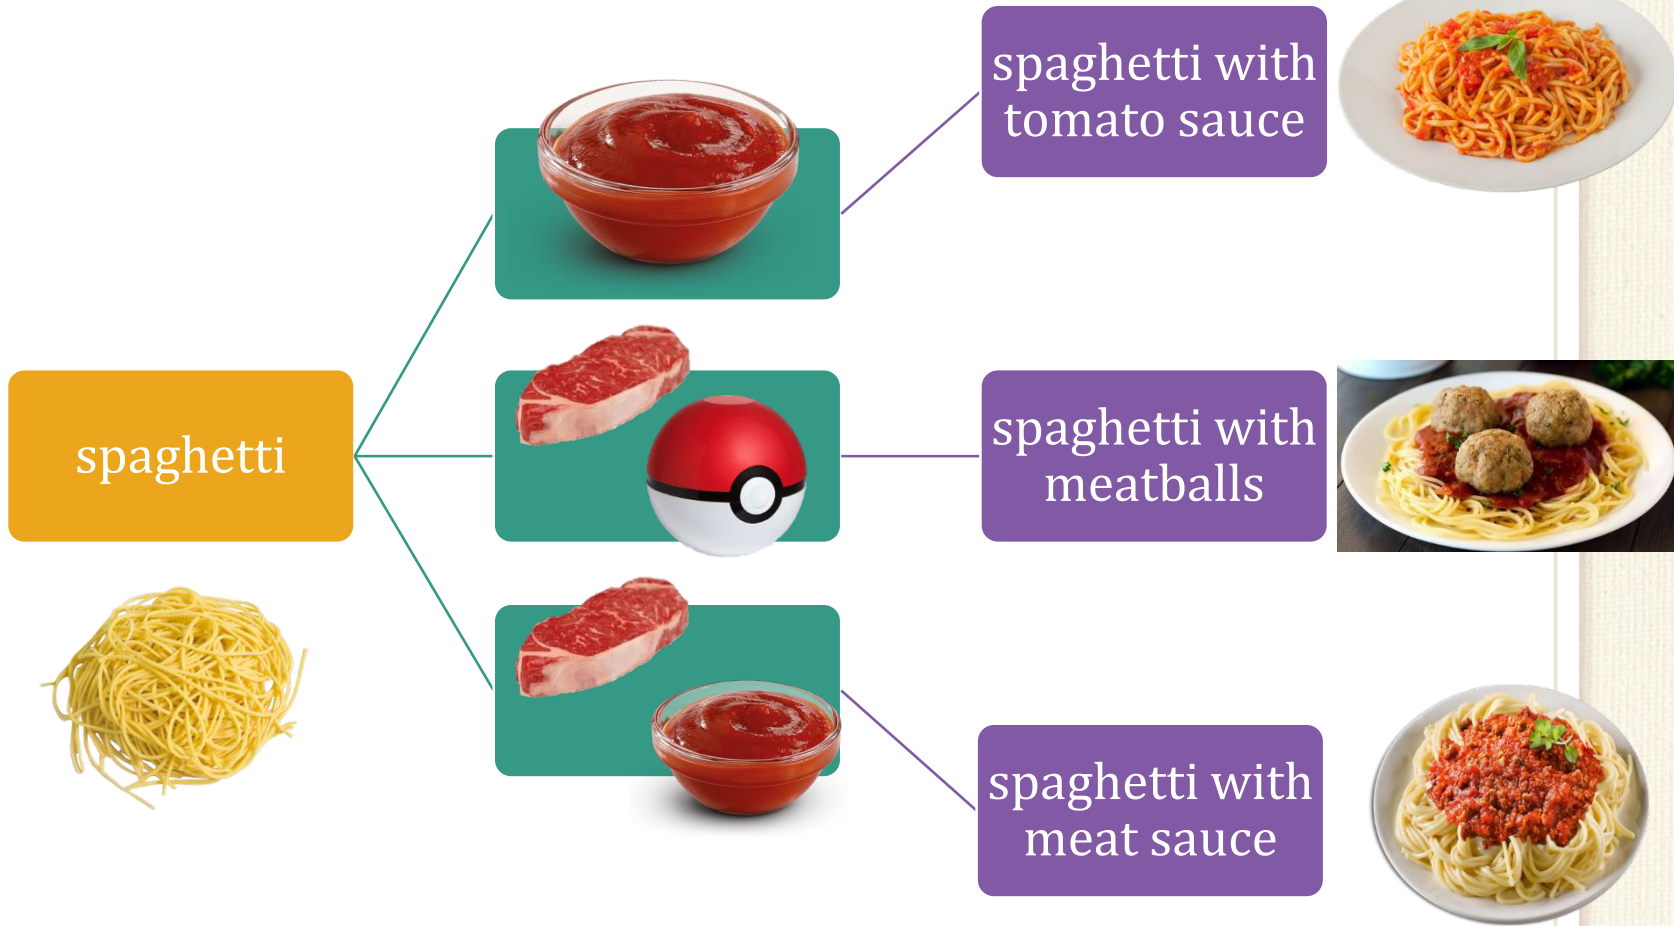 spaghetti
spaghetti with
tomato sauce
spaghetti with
meatballs
spaghetti with
meat sauce